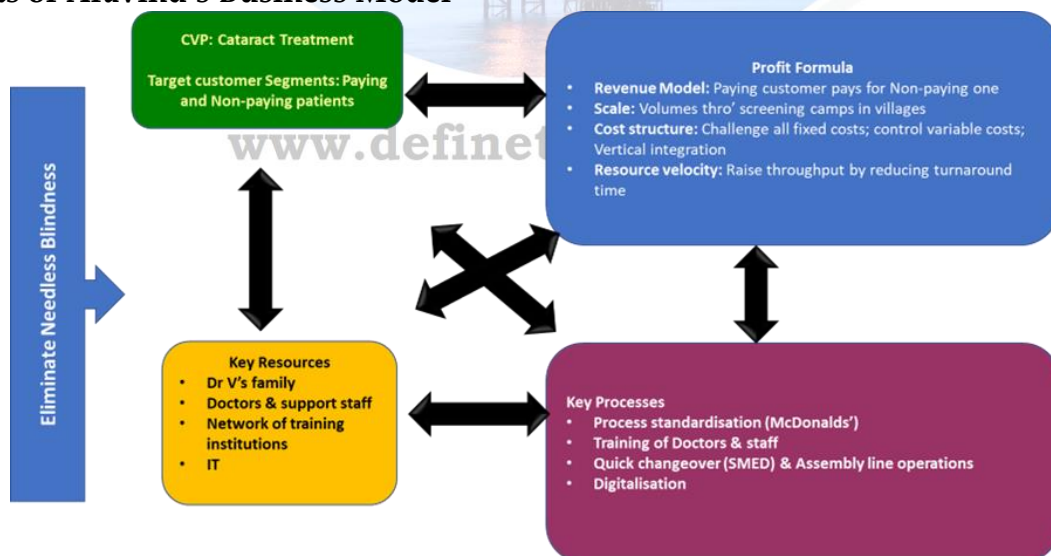 CVP: Cataract Treatment
Target customer Segments: Paying
and Non-paying patients
Profit Formula
• Revenue Model: Paying customer pays for Non-paying one
• Scale: Volumes thro' screening camps in villages
• Cost structure: Challenge all fixed costs; control variable costs;
Vertical integration
• Resource velocity: Raise throughput by reducing turnaround
time
www.definet
Eliminate Needless Blindness
Key Resources
• Dr V's family
• Doctors & support staff
• Network of training
institutions
• IT
Key Processes
• Process standardisation (McDonalds')
• Training of Doctors & staff
• Quick changeover (SMED) & Assembly line operations
• Digitalisation